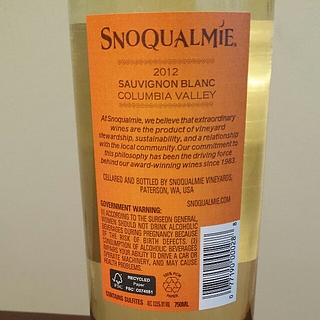 SNOQUALMIE.
2012
SAUVIGNON BLANC
COLUMBIA VALLEY
At Snoqualmie, we believe that extraordinary
wines are the product of vineyard
stewardship, sustainability, and a relationship
with the local community. Our commitment to
this philosophy has been the driving force
behind our award-winning wines since 1983.
CELLARED AND BOTTLED BY SNOQUALMIE VINEYARDS,
PATERSON, WA, USA
SNOQUALMIE.COM
GOVERNMENT WARNING:
(1) ACCORDING TO THE SURGEON GENERAL,
WOMEN SHOULD NOT DRINK ALCOHOLIC
BEVERAGES DURING PREGNANCY BECAUSE
OF THE RISK OF BIRTH DEFECTS. (2)
CONSUMPTION OF ALCOHOLIC BEVERAGES
IMPAIRS YOUR ABILITY TO DRIVE A CAR OR
OPERATE MACHINERY, AND MAY CAUSE
HEALTH PROBLEMS.
FSC
RECYCLED
Paper
CONTAINS SULFITES
750ML